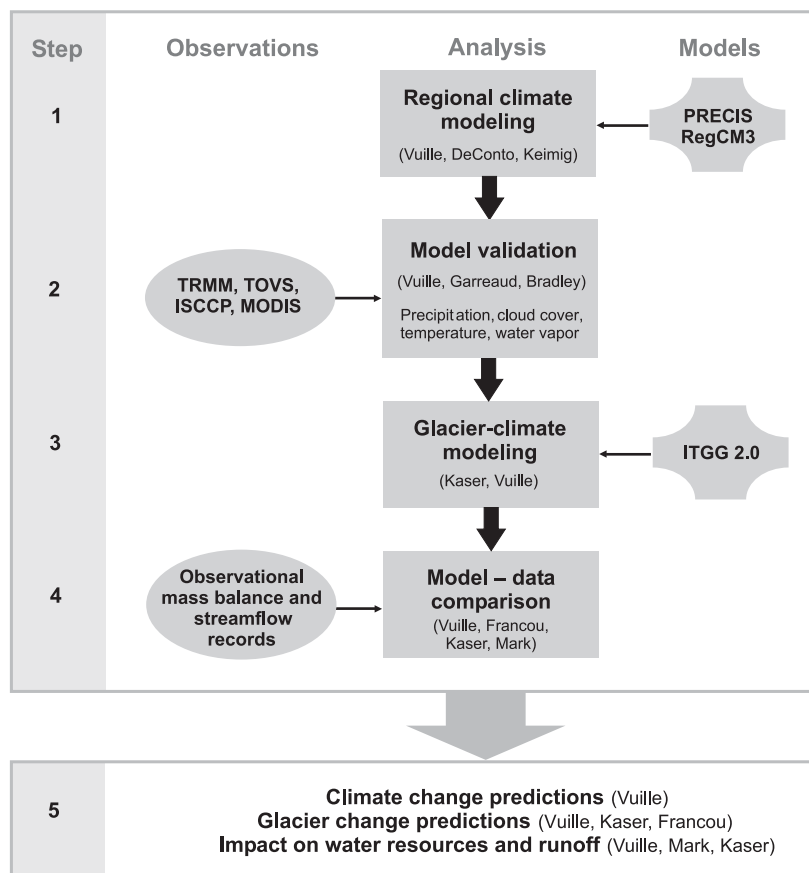 Step Observations Analysis Models
1
Regional climate
modeling
(Vuille, DeConto, Keimig)
PRECIS
RegCM3
2
TRMM, TOVS,
ISCCP, MODIS
Model validation
(Vuille, Garreaud, Bradley)
Precipitation, cloud cover,
temperature, water vapor
3
Glacier-climate
modeling
(Kaser, Vuille)
ITGG 2.0
4
Observational
mass balance and
streamflow
records
Model – data
comparison
(Vuille, Francou,
Kaser, Mark)
5
Climate change predictions (Vuille)
Glacier change predictions (Vuille, Kaser, Francou)
Impact on water resources and runoff (Vuille, Mark, Kaser)